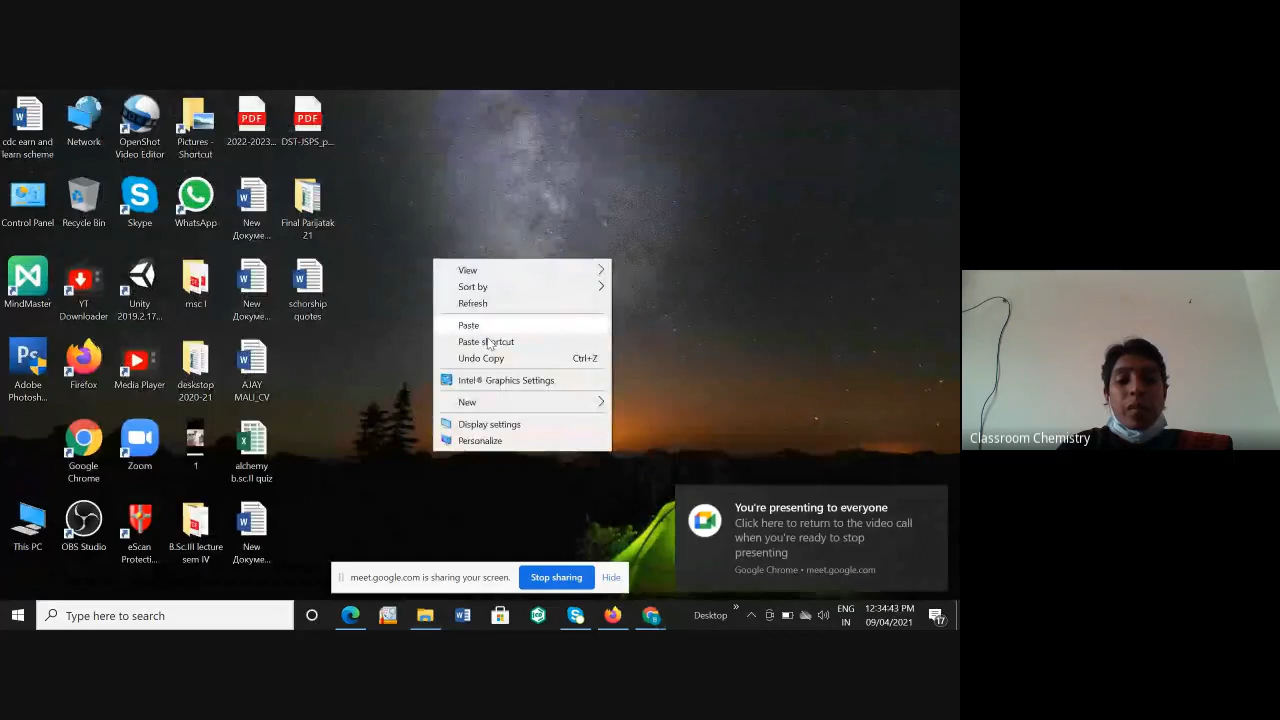 cdc earn and
learn scheme
Network
OpenShot
Video Editor
Pictures -
Shortcut
PDF
2022-2023...
PDF
DST-JSPS_p...
Control Panel
Recycle Bin
Skype
WhatsApp
New
Докуме...
Final Parijatak
21
MindMaster
YT
Downloader
Unity
2019.2.17...
msc I
New
Докуме...
schorship
quotes
Adobe
Photosh...
Firefox
Media Player
deskstop
2020-21
AJAY
MALI_CV
Google
Chrome
Zoom
1
alchemy
b.sc.II quiz
This PC
OBS Studio
eScan
Protecti...
B.Sc.III lecture
sem IV
New
Докуме...
View
Sort by
Refresh
Paste
Paste shortcut
Undo Copy Ctrl+Z
Intel® Graphics Settings
New
Display settings
Personalize
You're presenting to everyone
Click here to return to the video call
when you're ready to stop
presenting
Google Chrome • meet.google.com
meet.google.com is sharing your screen. Stop sharing Hide
Type here to search
Desktop
ENG
IN
12:34:43 PM
09/04/2021
17
Classroom Chemistry